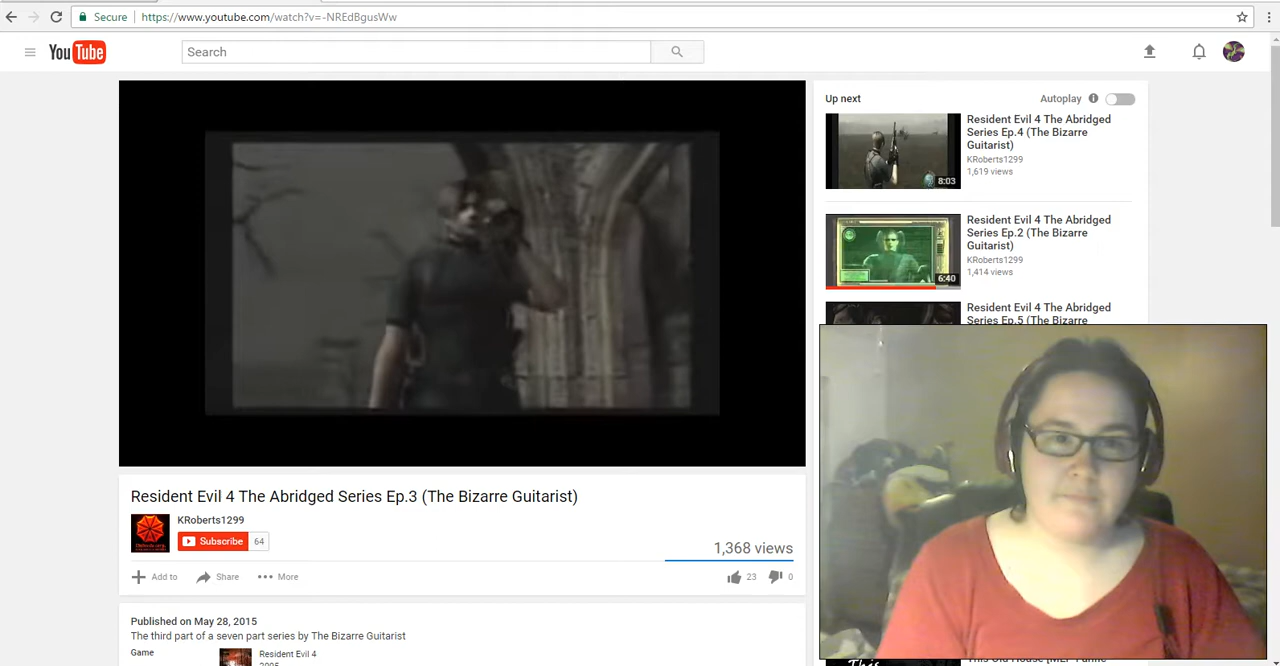 Secure https://www.youtube.com/watch?v=-NREdBgusWw
YouTube
Search
Up next
Autoplay
Resident Evil 4 The Abridged
Series Ep.4 (The Bizarre
Guitarist)
KRoberts1299
1,619 views
8:03
Resident Evil 4 The Abridged
Series Ep.2 (The Bizarre
Guitarist)
KRoberts1299
1,414 views
6:40
Resident Evil 4 The Abridged
Series Ep.5 (The Bizarre
Resident Evil 4 The Abridged Series Ep.3 (The Bizarre Guitarist)
KRoberts1299
Subscribe 64
1,368 views
Add to Share More
23 0
Published on May 28, 2015
The third part of a seven part series by The Bizarre Guitarist
Game
Resident Evil 4
2005
This
This Old House